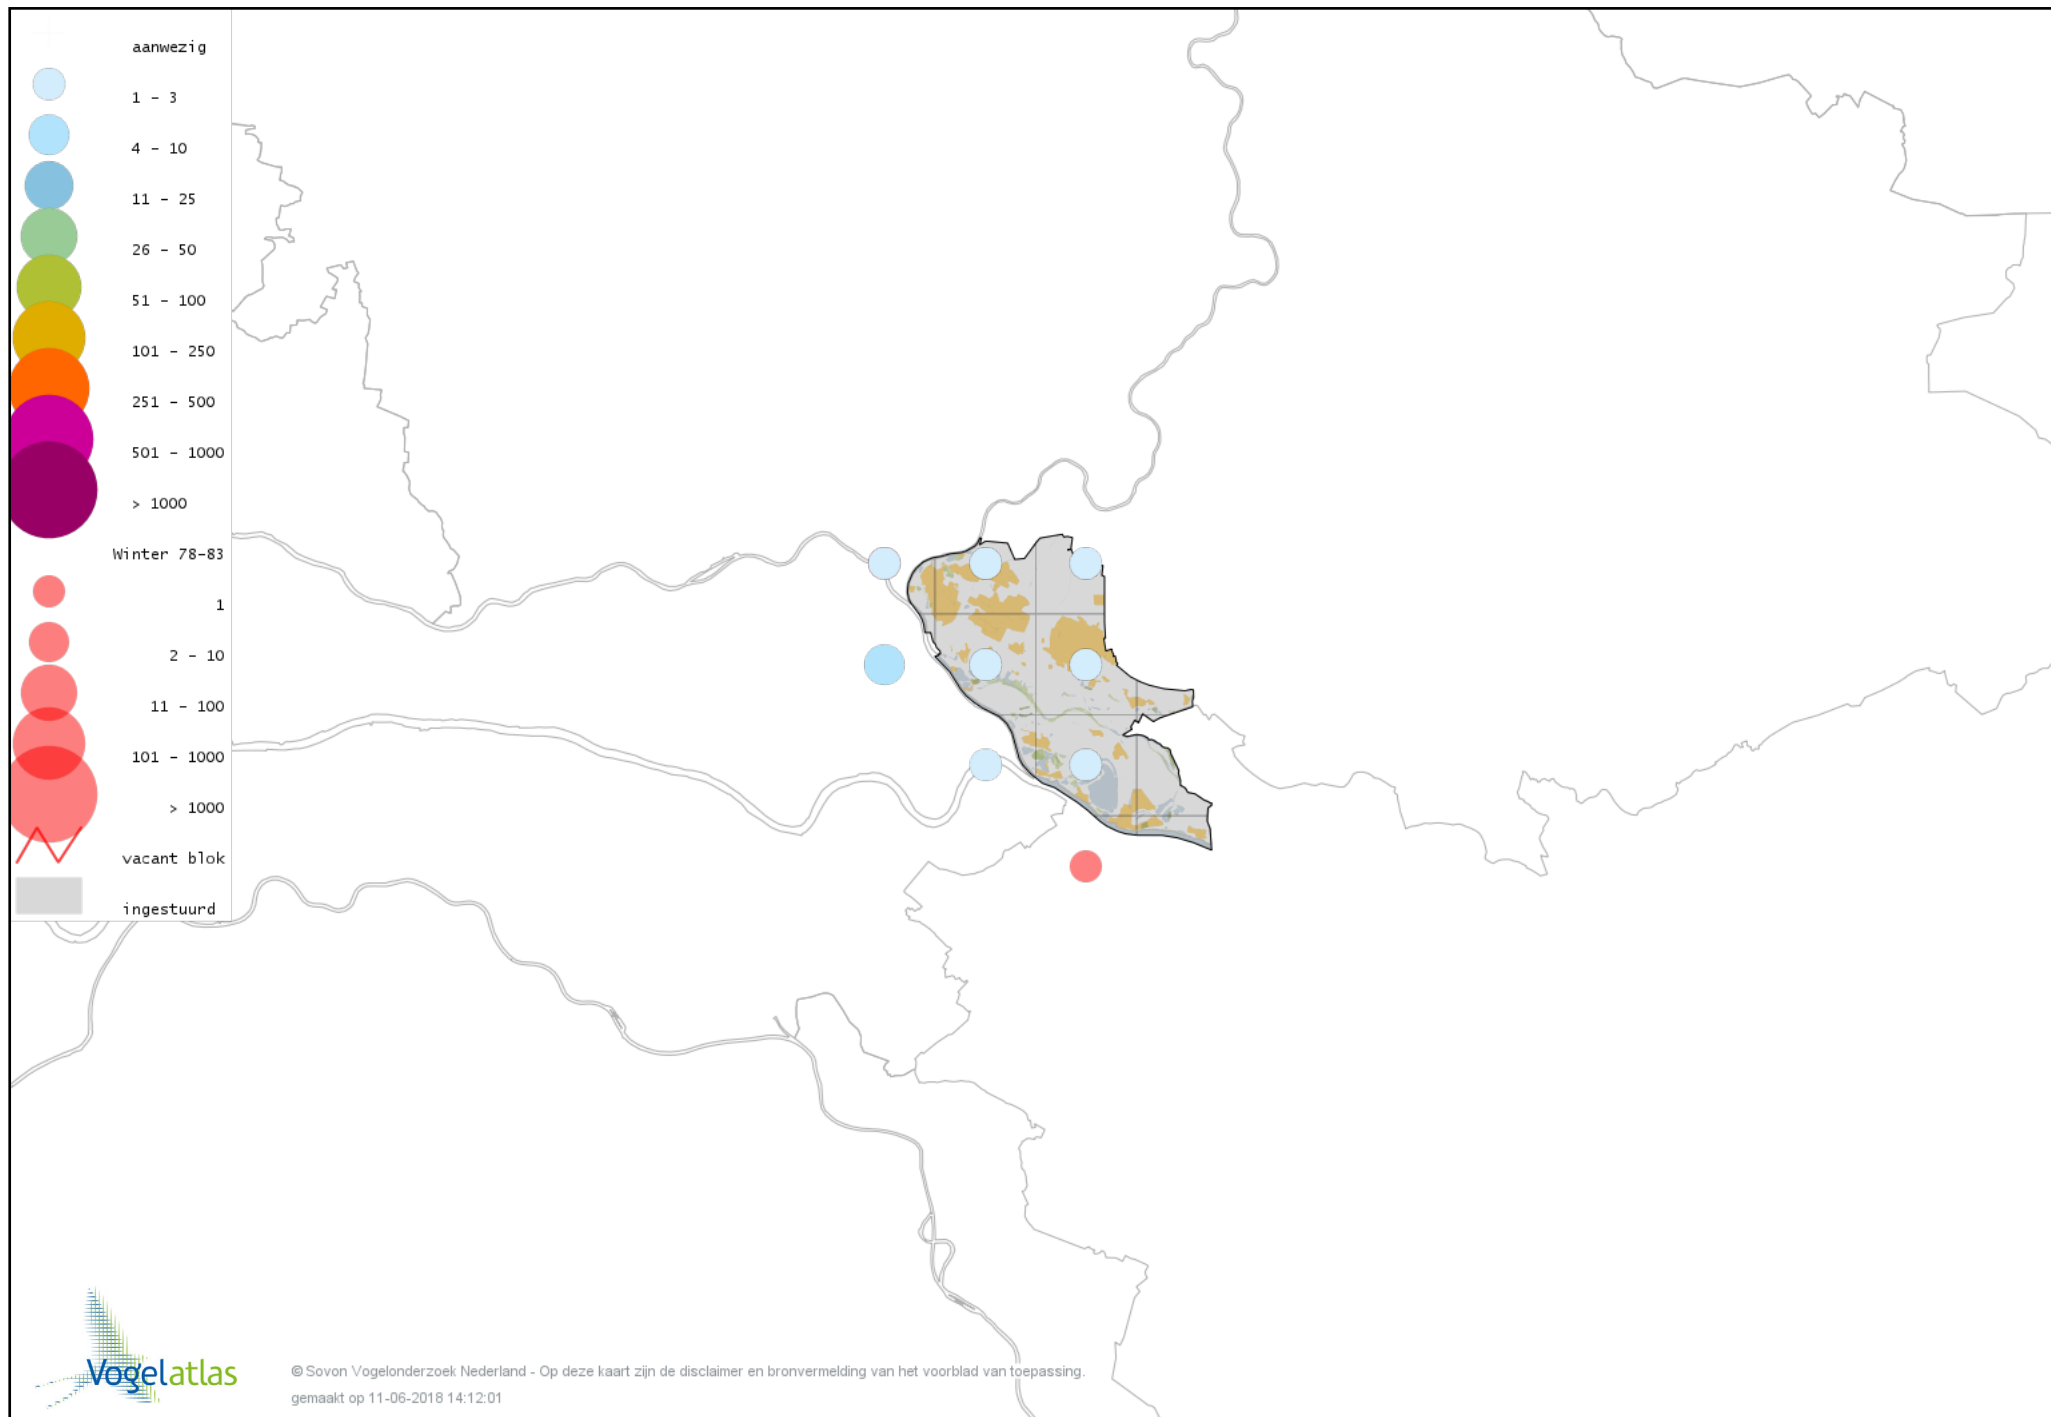 aanwezig
1 - 3
4 - 10
11 - 25
26 - 50
51 - 100
101 - 250
251 - 500
501 - 1000
> 1000
Winter 78-83
1
2 - 10
11 - 100
101 - 1000
> 1000
vacant blok
ingestuurd
Vogelatlas
© Sovon Vogelonderzoek Nederland - Op deze kaart zijn de disclaimer en bronvermelding van het voorblad van toepassing.
gemaakt op 11-06-2018 14:12:01